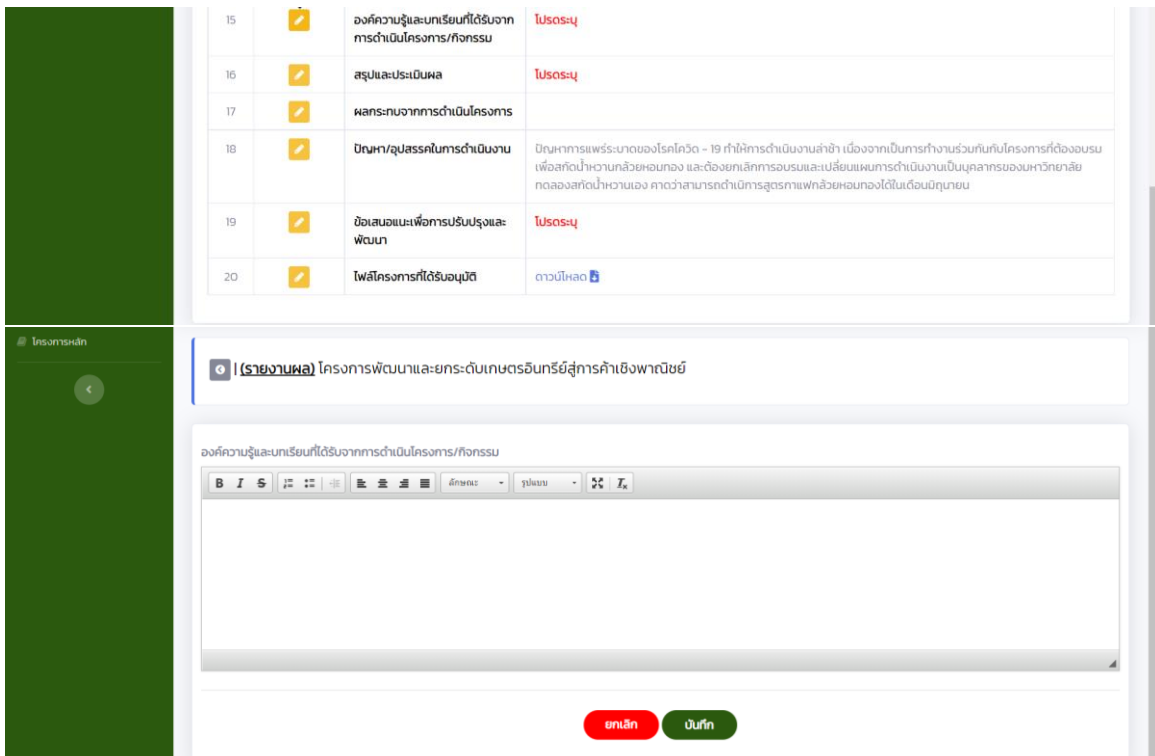 15 องค์ความรู้และบทเรียนที่ได้รับจาก โปรดระบุ
การดำเนินโครงการ/กิจกรรม
16 สรุปและประเมินผล โปรดระบุ
17 ผลกระทบจากการดำเนินโครงการ
18 ปัญหา/อุปสรรคในการดำเนินงาน ปัญหาการแพร่ระบาดของโรคโควิด - 19 ทำให้การดำเนินงานล่าช้า เนื่องจากเป็นการทำงานร่วมกันกับโครงการที่ต้องอบรม
เพื่อสกัดน้ำหวานกล้วยหอมทอง และต้องยกเลิกการอบรมและเปลี่ยนแผนการดำเนินงานเป็นบุคลากรของมหาวิทยาลัย
ทดลองสกัดน้ำหวานเอง คาดว่าสามารถดำเนิการสูตรกาแฟกล้วยหอมทองได้ในเดือนมิถุนายน
19 ข้อเสนอแนะเพื่อการปรับปรุงและ โปรดระบุ
พัฒนา
20 ไฟล์โครงการที่ได้รับอนุมัติ ดาวน์โหลด
โครงการหลัก
| (รายงานผล) โครงการพัฒนาและยกระดับเกษตรอินทรีย์สู่การค้าเชิงพาณิชย์
องค์ความรู้และบทเรียนที่ได้รับจากการดำเนินโครงการ/กิจกรรม
B I S ลักษณะ รูปแบบ Tx
ยกเลิก บันทึก